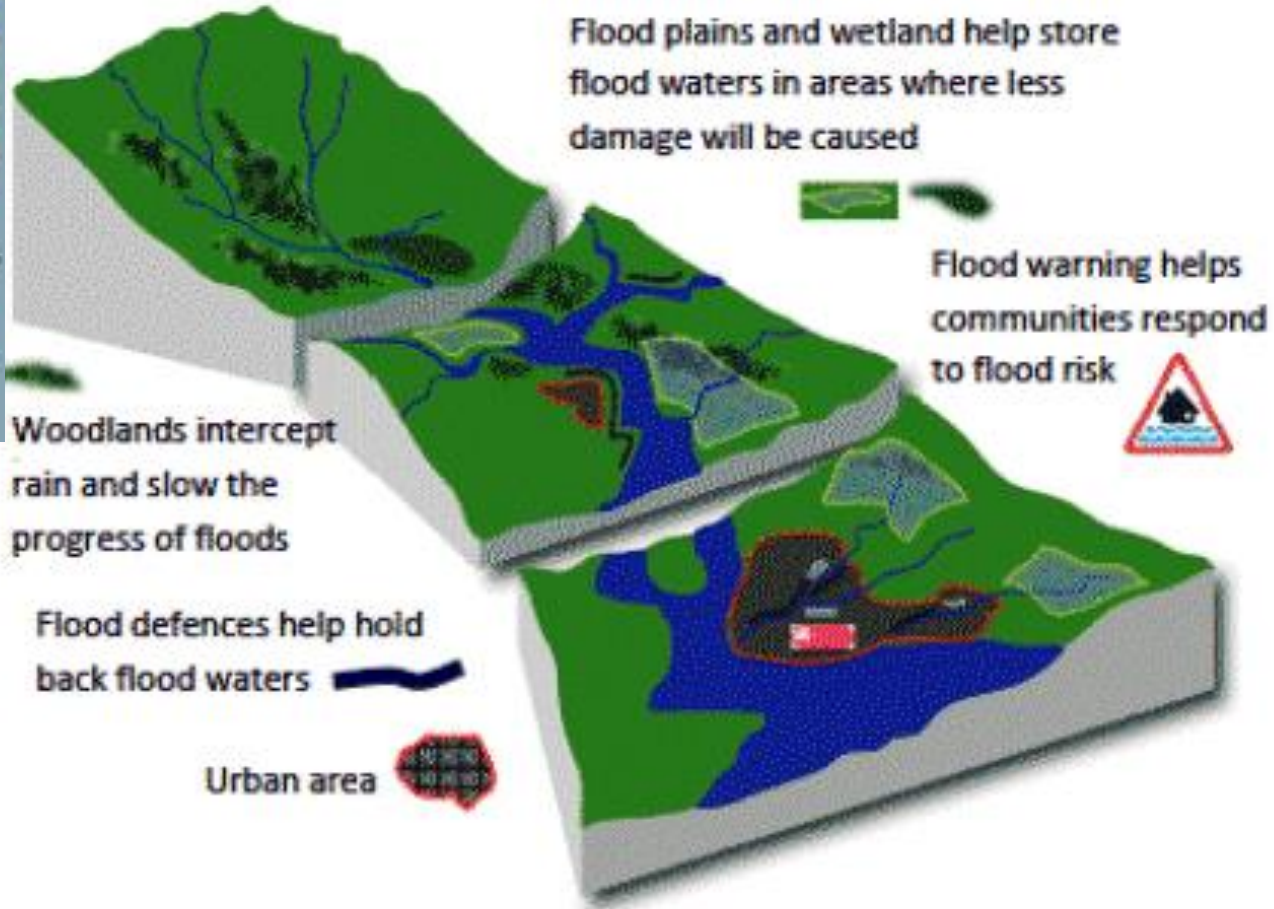 Flood plains and wetland help store
flood waters in areas where less
damage will be caused
Flood warning helps
communities respond
to flood risk
Woodlands intercept
rain and slow the
progress of floods
Flood defences help hold
back flood waters
Urban area